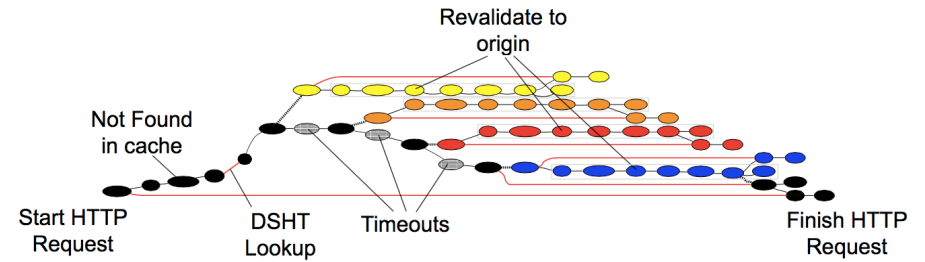 Revalidate to
origin
Not Found
in cache
Start HTTP
Request
DSHT
Lookup
Timeouts
Finish HTTP
Request